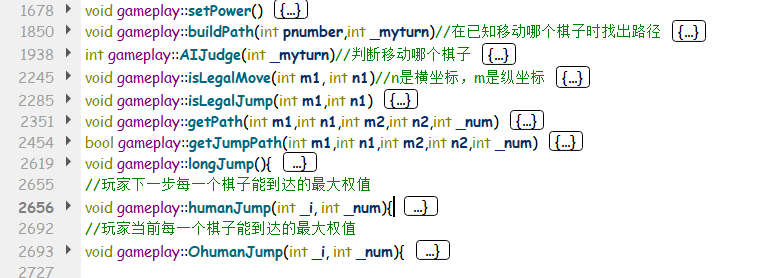 1678 void gameplay::setPower() {...}
1850 void gameplay::buildPath(int pnumber,int _myturn)//在已知移动哪个棋子时找出路径 {...}
1938 int gameplay::AIJudge(int _myturn)//判断移动哪个棋子 {...}
2245 void gameplay::isLegalMove(int m1, int n1)//n是横坐标，m是纵坐标 {...}
2285 void gameplay::isLegalJump(int m1,int n1) {...}
2351 void gameplay::getPath(int m1,int n1,int m2,int n2,int _num) {...}
2454 bool gameplay::getJumpPath(int m1,int n1,int m2,int n2,int _num) {...}
2619 void gameplay::longJump(){ ...}
2655 //玩家下一步每一个棋子能到达的最大权值
2656 void gameplay::humanJump(int _i, int _num){ ...}
2692 //玩家当前每一个棋子能到达的最大权值
2693 void gameplay::OhumanJump(int _i, int _num){ ...}
2727